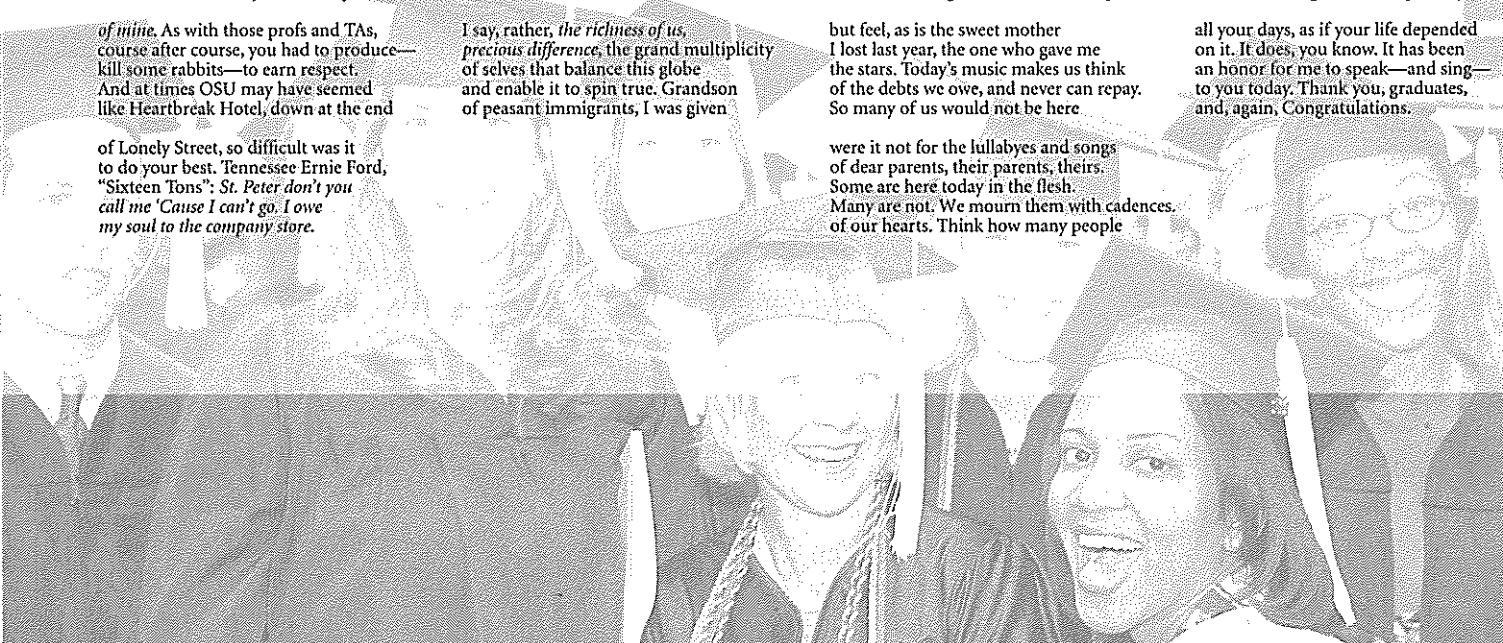 of mine. As with those profs and TAs,
course after course, you had to produce—
kill some rabbits—to earn respect.
And at times OSU may have seemed
like Heartbreak Hotel, down at the end
of Lonely Street, so difficult was it
to do your best. Tennessee Ernie Ford,
"Sixteen Tons": St. Peter don't you
call me 'Cause I can't go. I owe
my soul to the company store.
I say, rather, the richness of us,
precious difference, the grand multiplicity
of selves that balance this globe
and enable it to spin true. Grandson
of peasant immigrants, I was given
but feel, as is the sweet mother
I lost last year, the one who gave me
the stars. Today's music makes us think
of the debts we owe, and never can repay.
So many of us would not be here
were it not for the lullabyes and songs
of dear parents, their parents, theirs.
Some are here today in the flesh.
Many are not. We mourn them with cadences.
of our hearts. Think how many people
all your days, as if your life depended
on it. It does, you know. It has been
an honor for me to speak—and sing—
to you today. Thank you, graduates,
and, again, Congratulations.